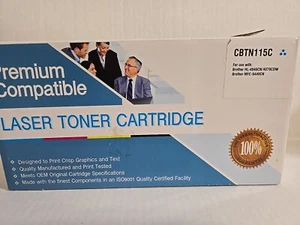 Premium
Compatible
CBTN115C
For use with:
Brother HL-4040CN/4070CDW
Brother MFC-9440CN
LASER TONER CARTRIDGE
Designed to Print Crisp Graphics and Text
Quality Manufactured and Print Tested
Meets OEM Original Cartridge Specifications
Made with the finest Components in an ISO9001 Quality Certified Facility
100%